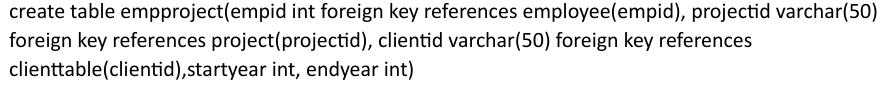 create table empproject(empid int foreign key references employee(empid), projectid varchar(50)
foreign key references project(projectid), clientid varchar(50) foreign key references
clienttable(clientid),startyear int, endyear int)